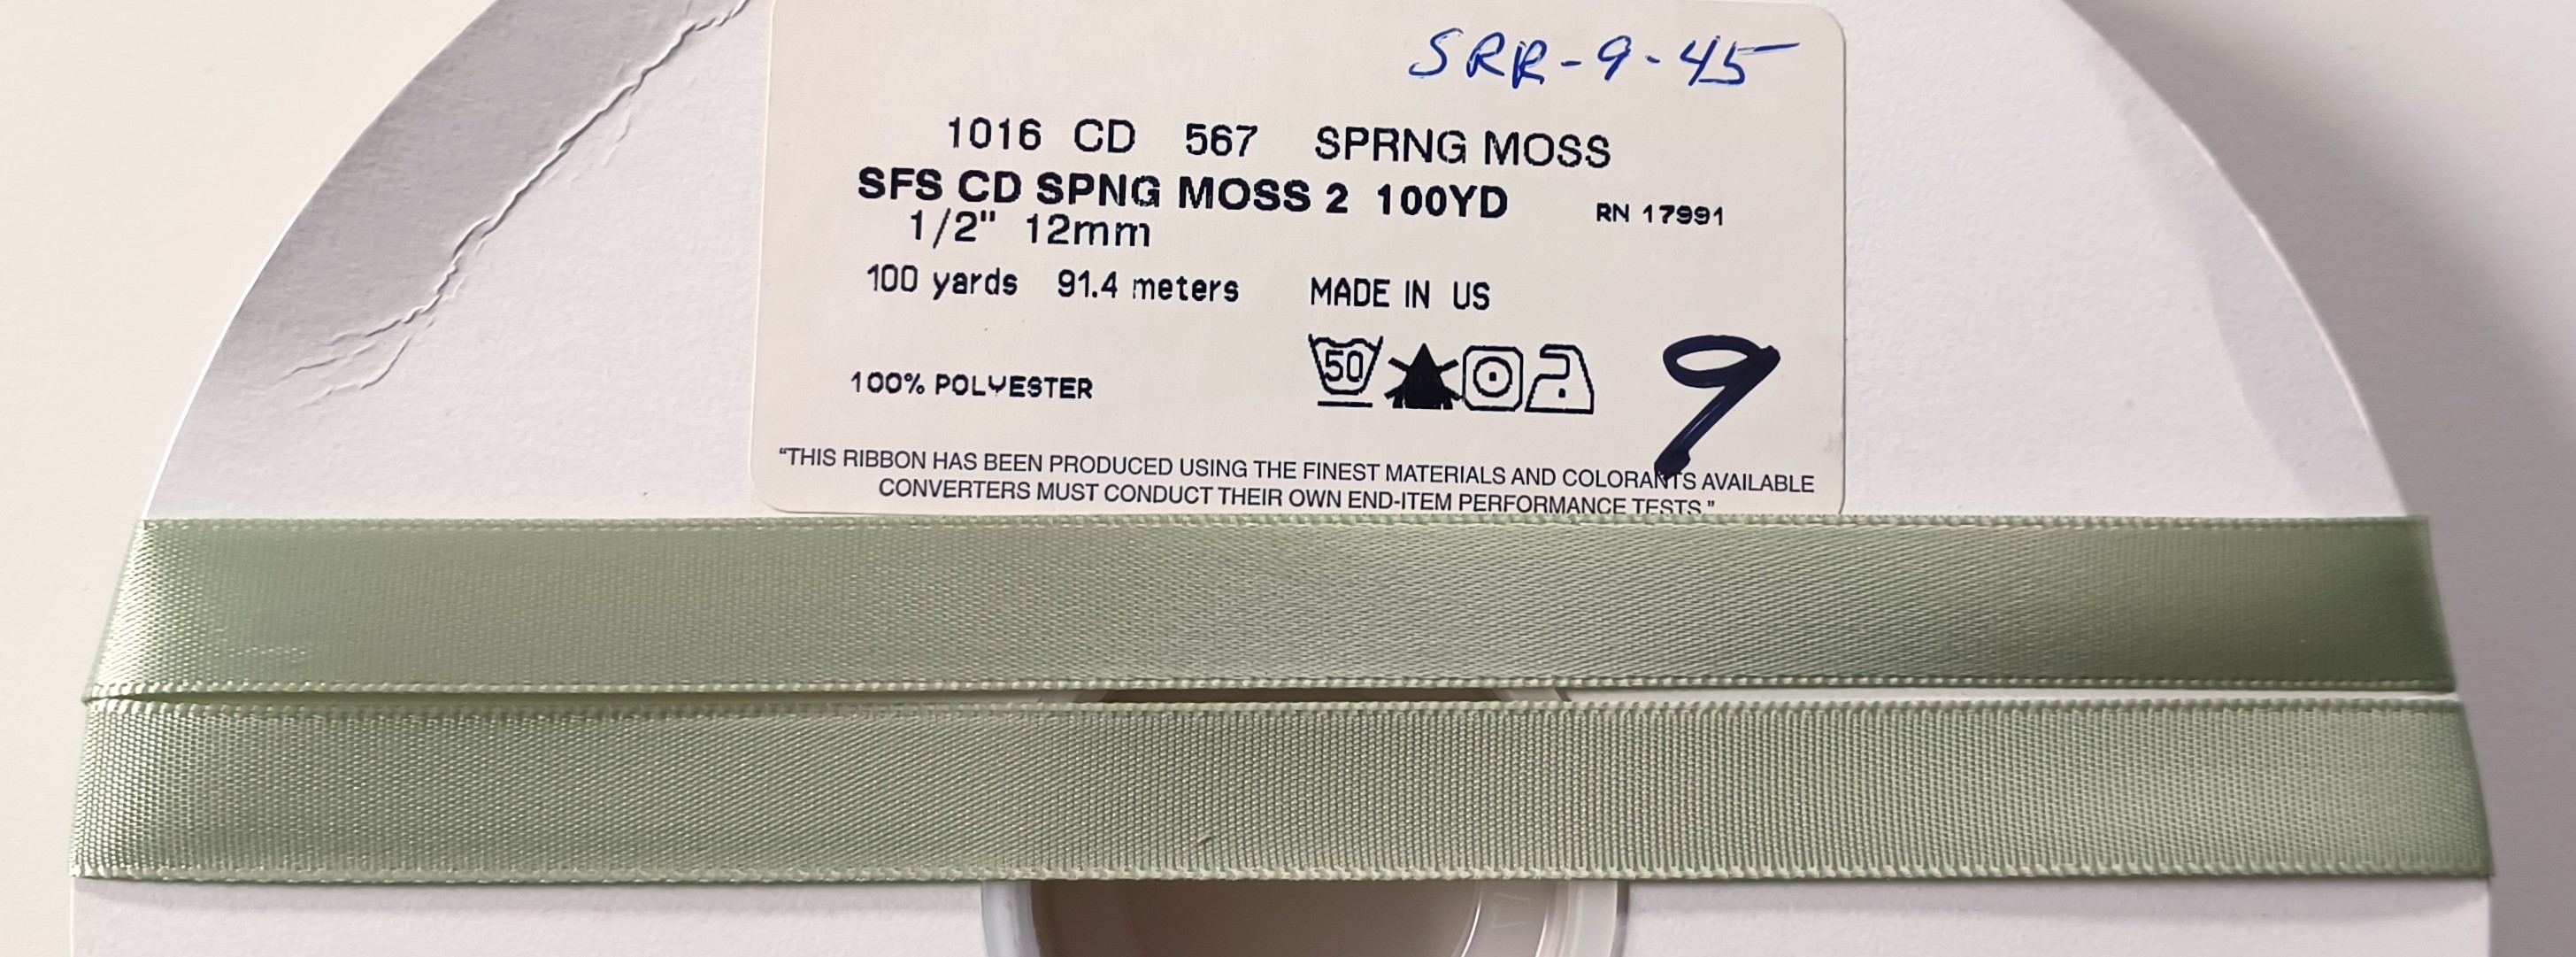 SRR-9-45
1016 CD 567 SPRNG MOSS
SFS CD SPNG MOSS 2 100YD RN 17991
1/2" 12mm
100 yards 91.4 meters MADE IN US
50
100% POLYESTER
9
"THIS RIBBON HAS BEEN PRODUCED USING THE FINEST MATERIALS AND COLORANTS AVAILABLE
CONVERTERS MUST CONDUCT THEIR OWN END-ITEM PERFORMANCE TESTS."